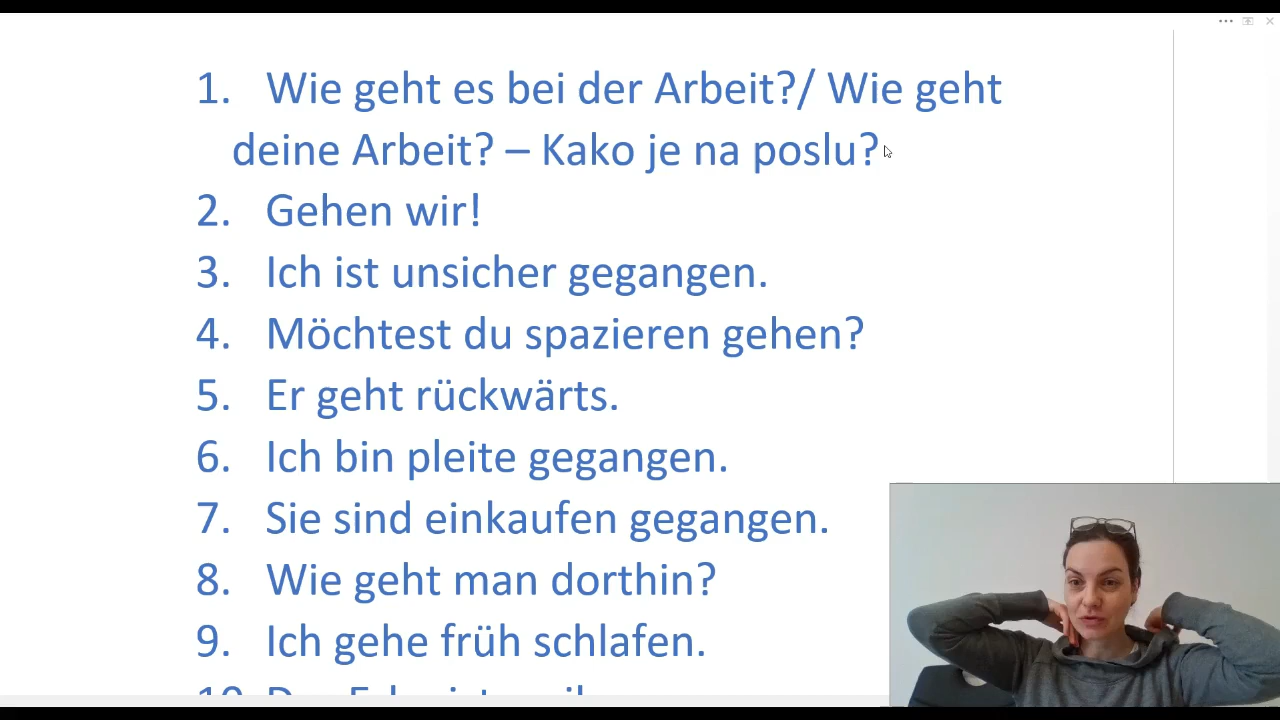 1. Wie geht es bei der Arbeit?/ Wie geht
deine Arbeit? – Kako je na poslu?
2. Gehen wir!
3. Ich ist unsicher gegangen.
4. Möchtest du spazieren gehen?
5. Er geht rückwärts.
6. Ich bin pleite gegangen.
7. Sie sind einkaufen gegangen.
8. Wie geht man dorthin?
9. Ich gehe früh schlafen.
10